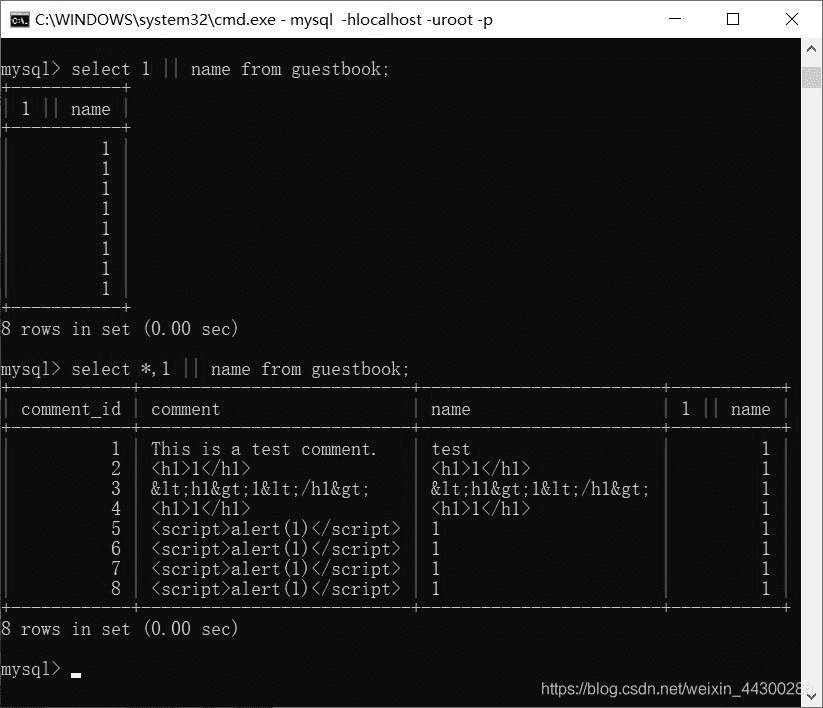 C:\WINDOWS\system32\cmd.exe - mysql  -hlocalhost -uroot -p
mysql> select 1 || name from guestbook;
+-----------+
| 1 || name |
+-----------+
|         1 |
|         1 |
|         1 |
|         1 |
|         1 |
|         1 |
|         1 |
|         1 |
+-----------+
8 rows in set (0.00 sec)
mysql> select *,1 || name from guestbook;
+------------+---------------------------+-------------------------+-----------+
| comment_id | comment                   | name                    | 1 || name |
+------------+---------------------------+-------------------------+-----------+
|          1 | This is a test comment.   | test                    |         1 |
|          2 | <h1>1</h1>                | <h1>1</h1>              |         1 |
|          3 | &lt;h1&gt;1&lt;/h1&gt;    | &lt;h1&gt;1&lt;/h1&gt;  |         1 |
|          4 | <h1>1</h1>                | <h1>1</h1>              |         1 |
|          5 | <script>alert(1)</script> | 1                       |         1 |
|          6 | <script>alert(1)</script> | 1                       |         1 |
|          7 | <script>alert(1)</script> | 1                       |         1 |
|          8 | <script>alert(1)</script> | 1                       |         1 |
+------------+---------------------------+-------------------------+-----------+
8 rows in set (0.00 sec)
mysql>